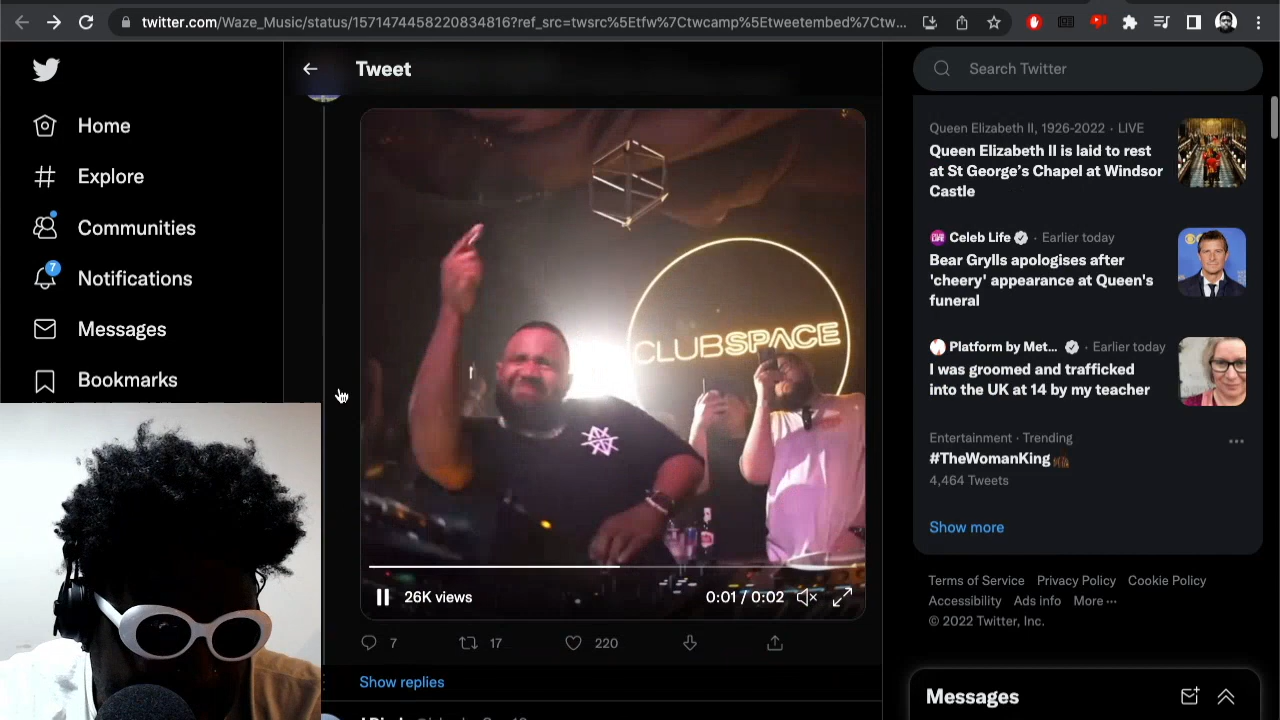 twitter.com/Waze_Music/status/1571474458220834816?ref_src=twsrc%5Etfw%7Ctwcamp%5Etweetembed%7Ctw...
Tweet
Search Twitter
Home
Explore
Communities
7
Notifications
Messages
Bookmarks
CLUBSPACE
26K views
0:01 / 0:02
7
17
220
Show replies
Queen Elizabeth II, 1926-2022 · LIVE
Queen Elizabeth II is laid to rest
at St George’s Chapel at Windsor
Castle
Celeb Life · Earlier today
Bear Grylls apologises after
'cheery' appearance at Queen's
funeral
Platform by Met... · Earlier today
I was groomed and trafficked
into the UK at 14 by my teacher
Entertainment · Trending
#TheWomanKing
4,464 Tweets
Show more
Terms of Service Privacy Policy Cookie Policy
Accessibility Ads info More ···
© 2022 Twitter, Inc.
Messages